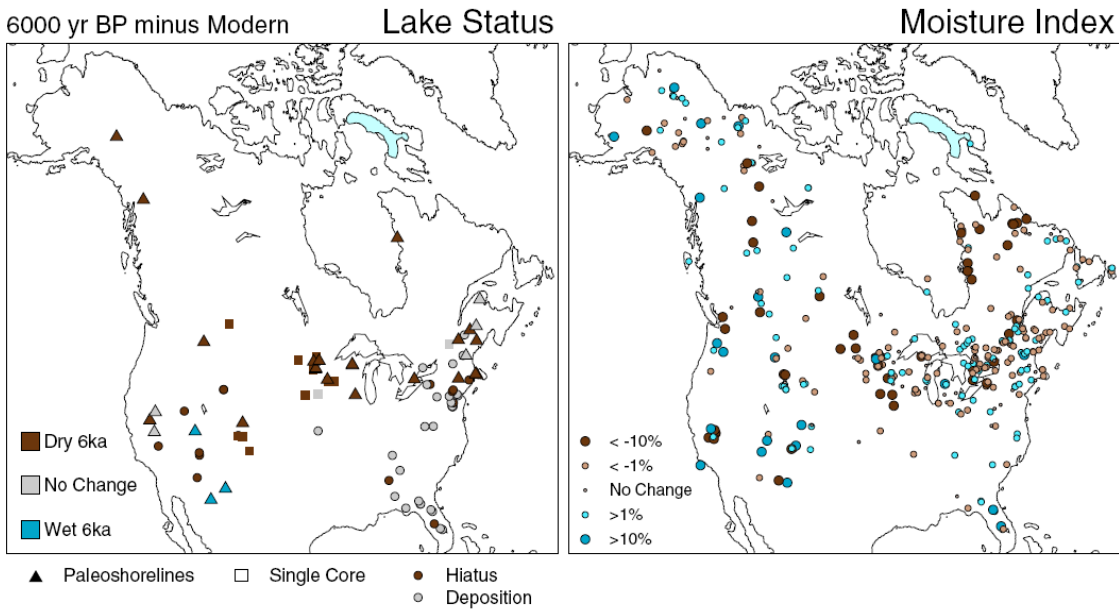 6000 yr BP minus Modern
Lake Status
Moisture Index
Dry 6ka
No Change
Wet 6ka
< -10%
< -1%
No Change
>1%
>10%
Paleoshorelines
Single Core
Hiatus
Deposition